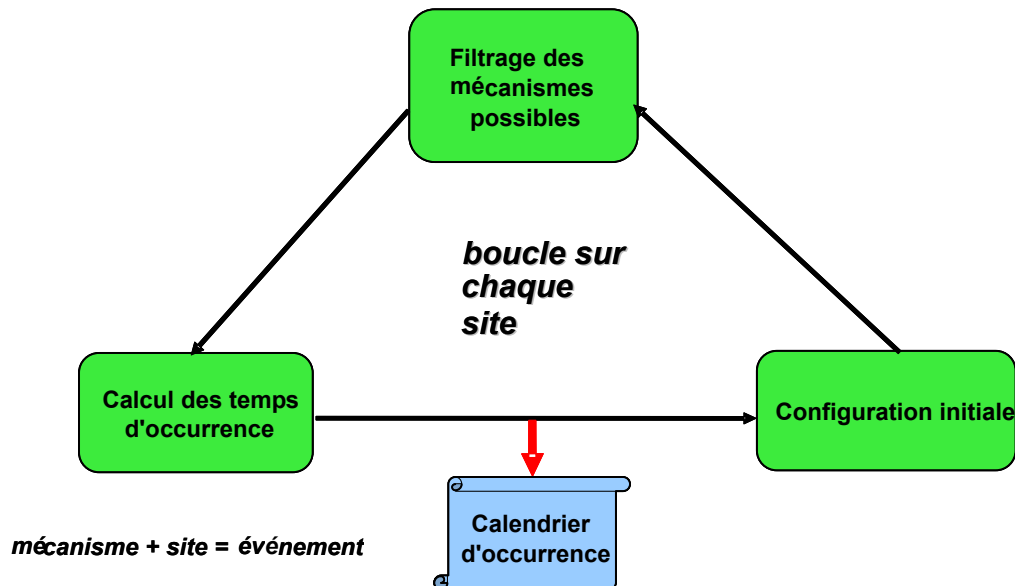 Filtrage des
mécanismes
possibles
boucle sur
chaque
site
Calcul des temps
d'occurrence
Configuration initiale
Calendrier
d'occurrence
mécanisme + site = événement